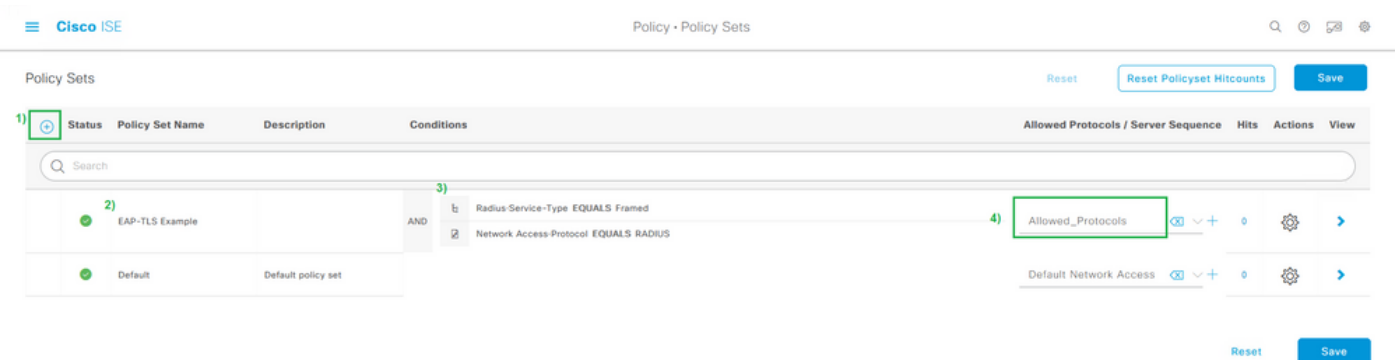 Cisco ISE Policy · Policy Sets
Policy Sets Reset Reset Policyset Hitcounts Save
1) Status Policy Set Name Description Conditions Allowed Protocols / Server Sequence Hits Actions View
Search
2) EAP-TLS Example AND 3) Radius-Service-Type EQUALS Framed
Network Access-Protocol EQUALS RADIUS
4) Allowed_Protocols 0
Default Default policy set Default Network Access 0
Reset Save